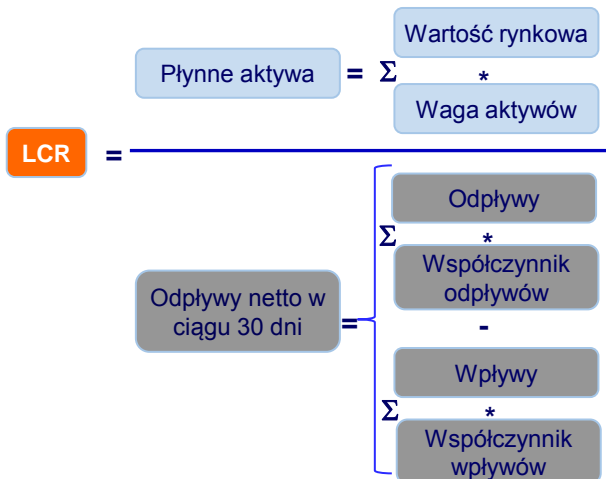 Wartość rynkowa
Płynne aktywa = Σ *
Waga aktywów
LCR =
Odpływy
Σ *
Współczynnik
odpływów
Odpływy netto w
ciągu 30 dni =
-
Wpływy
Σ *
Współczynnik
wpływów